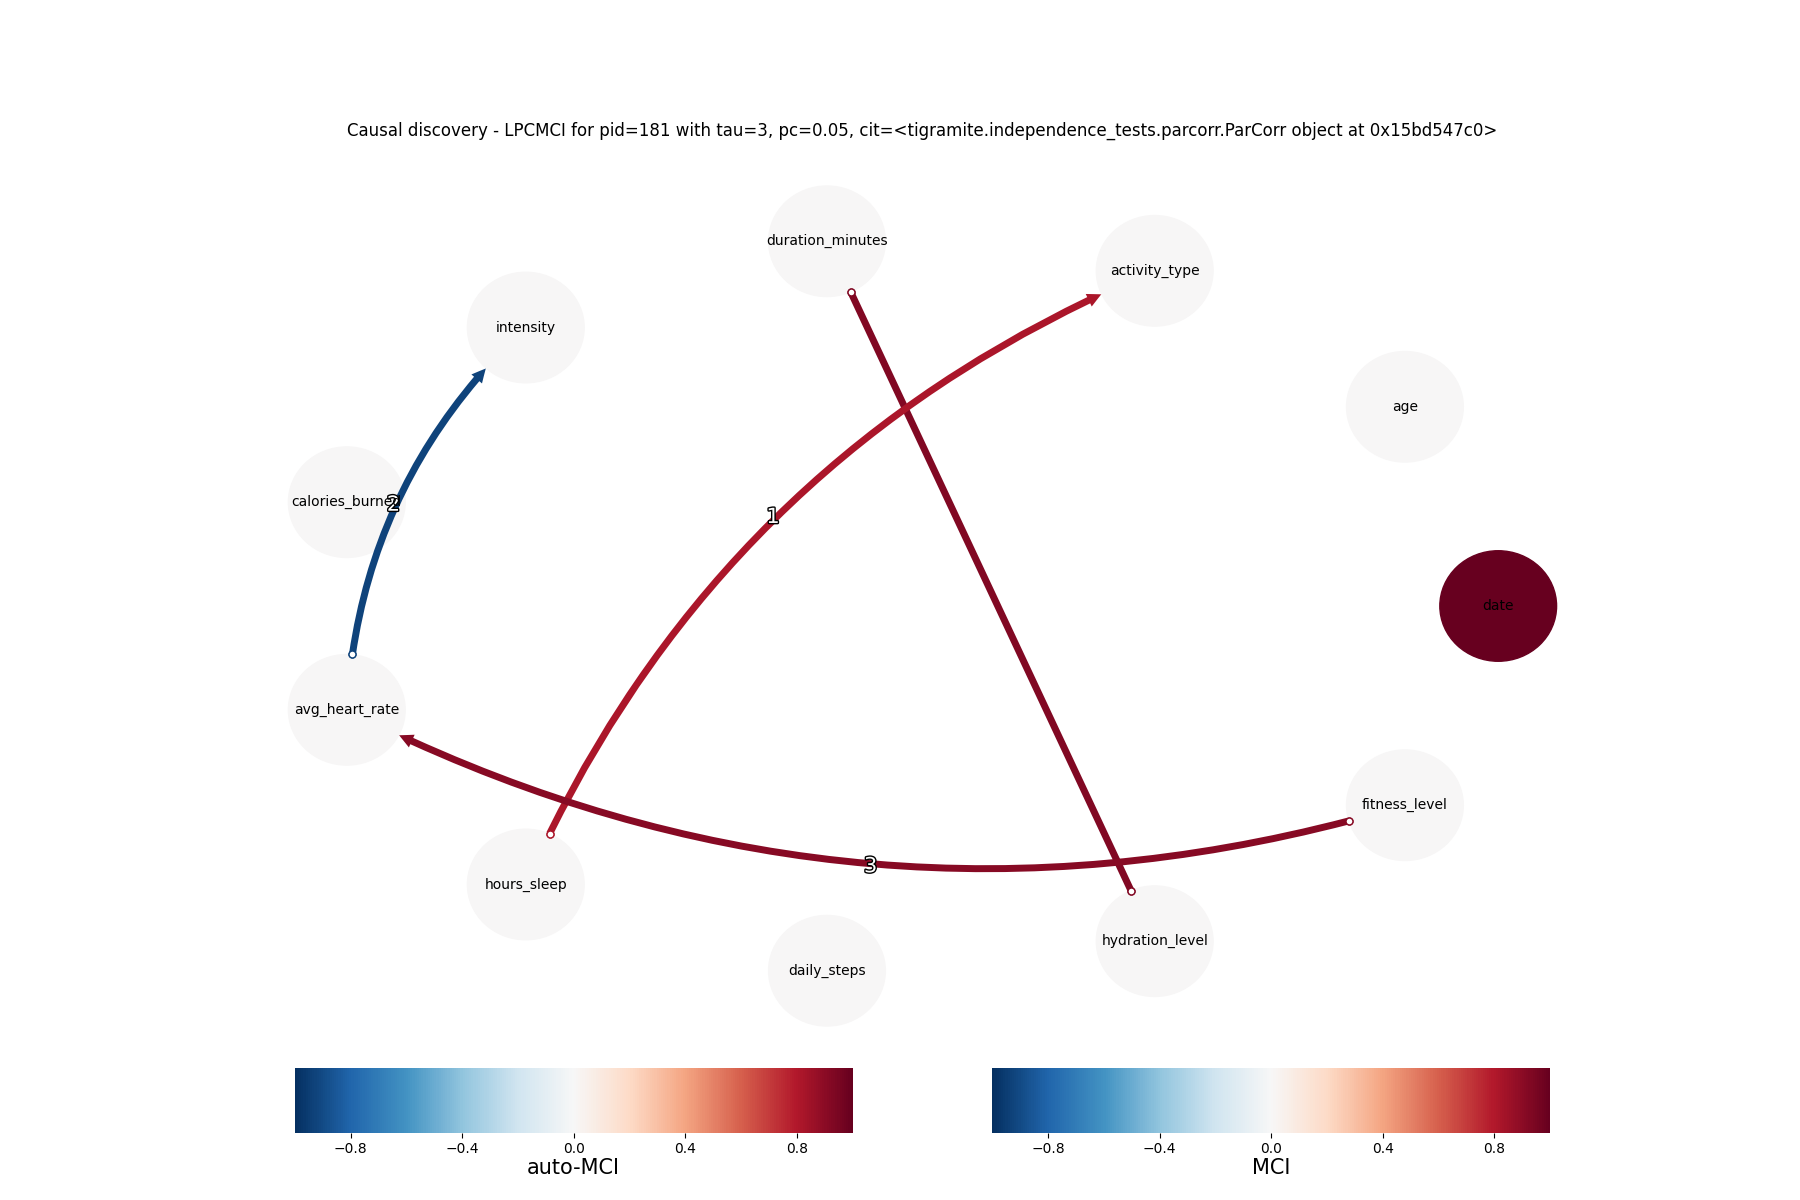 Causal discovery - LPCMCI for pid=181 with tau=3, pc=0.05, cit=<tigramite.independence_tests.parcorr.ParCorr object at 0x15bd547c0>
duration_minutes
activity_type
intensity
age
calories_burned
2
1
date
avg_heart_rate
fitness_level
3
hours_sleep
hydration_level
daily_steps
−0.8 −0.4 0.0 0.4 0.8
auto-MCI
−0.8 −0.4 0.0 0.4 0.8
MCI